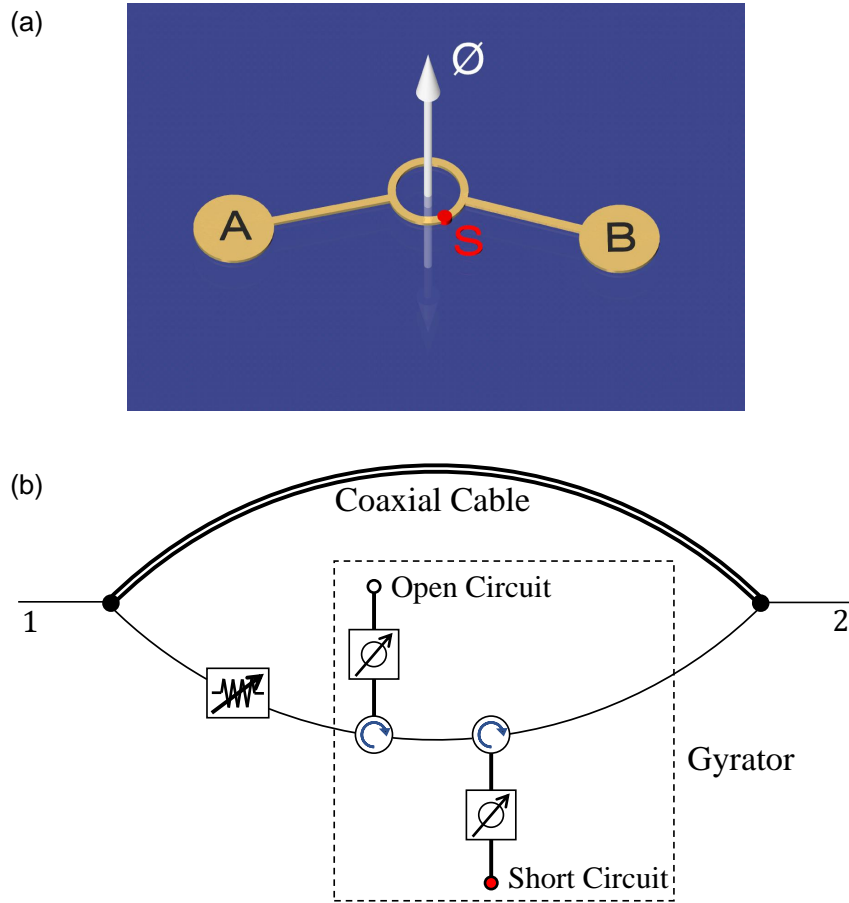 (a)
Ø
A
S
B
(b)
Coaxial Cable
Open Circuit
1
2
Gyrator
Short Circuit